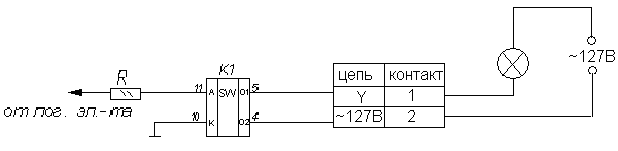 R
K1
~127В
11
A
SW
01
5
цепь
контакт
Y
1
от лог. эл.-та
10
K
02
4
~127В
2